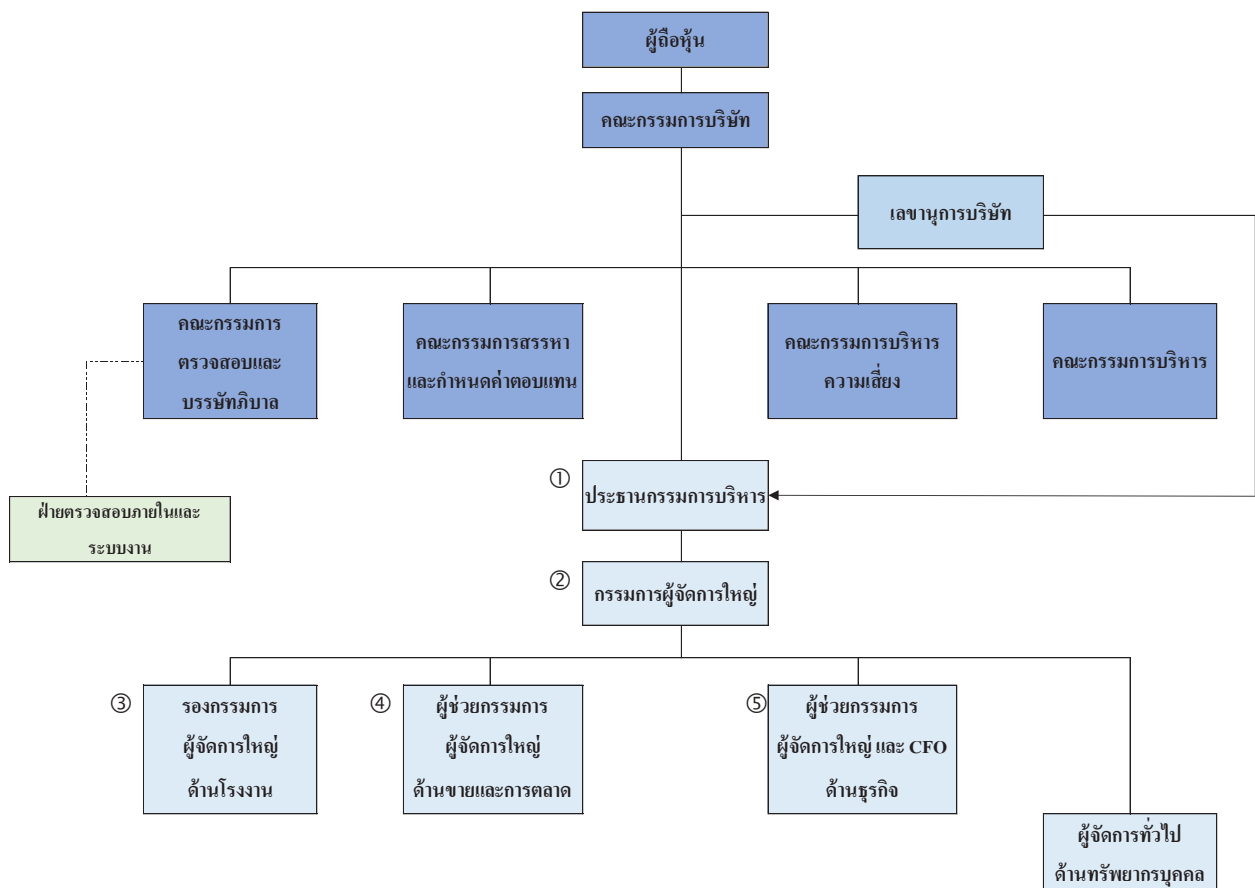 ผู้ถือหุ้น
คณะกรรมการบริษัท
เลขานุการบริษัท
คณะกรรมการ
ตรวจสอบและ
บรรษัทภิบาล
คณะกรรมการสรรหา
และกำหนดค่าตอบแทน
คณะกรรมการบริหาร
ความเสี่ยง
คณะกรรมการบริหาร
①
ประธานกรรมการบริหาร
ฝ่ายตรวจสอบภายในและ
ระบบงาน
②
กรรมการผู้จัดการใหญ่
③
รองกรรมการ
ผู้จัดการใหญ่
ด้านโรงงาน
④
ผู้ช่วยกรรมการ
ผู้จัดการใหญ่
ด้านขายและการตลาด
⑤
ผู้ช่วยกรรมการ
ผู้จัดการใหญ่ และ CFO
ด้านธุรกิจ
ผู้จัดการทั่วไป
ด้านทรัพยากรบุคคล